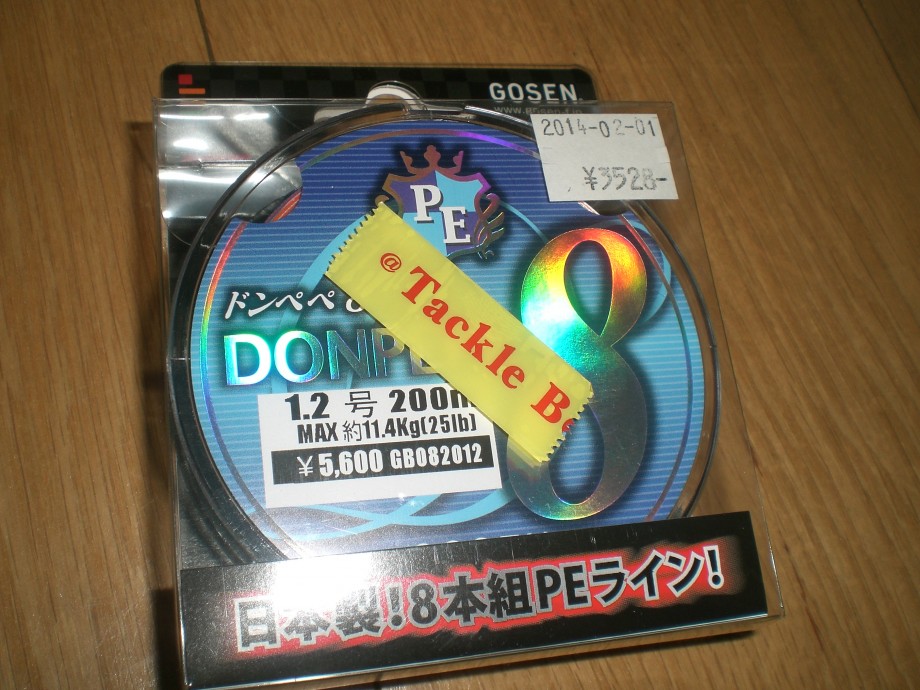 GOSEN
2014-02-01
¥3528-
PE
8
ドンペペ
@ Tackle
1.2 号 200m
MAX 約11.4Kg(25lb)
¥5,600 GB082012
日本製!8本組PEライン!